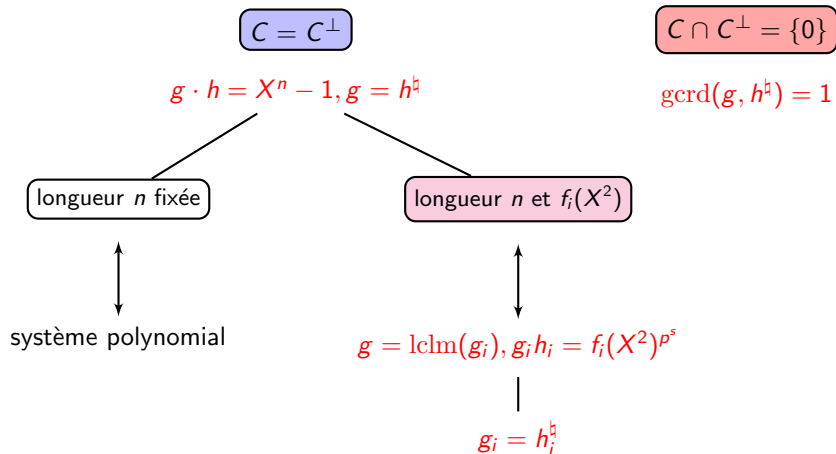 C = C^⊥
C ∩ C^⊥ = {0}
g · h = X^n − 1, g = h^♮
gcrd(g, h^♮) = 1
longueur n fixée
longueur n et f_i(X^2)
système polynomial
g = lclm(g_i), g_i h_i = f_i(X^2)^{p^s}
g_i = h_i^♮